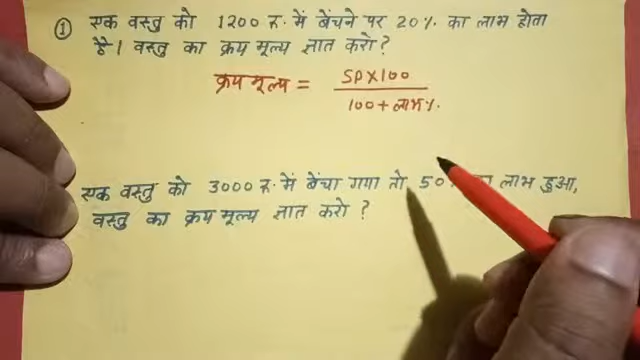 ① एक वस्तु को 1200 रु. में बेंचने पर 20%. का लाभ होता
है। वस्तु का क्रय मूल्य ज्ञात करो?
क्रय मूल्य = SP×100
100+लाभ%.
एक वस्तु को 3000 रु. में बेंचा गया तो 50% का लाभ हुआ,
वस्तु का क्रय मूल्य ज्ञात करो?